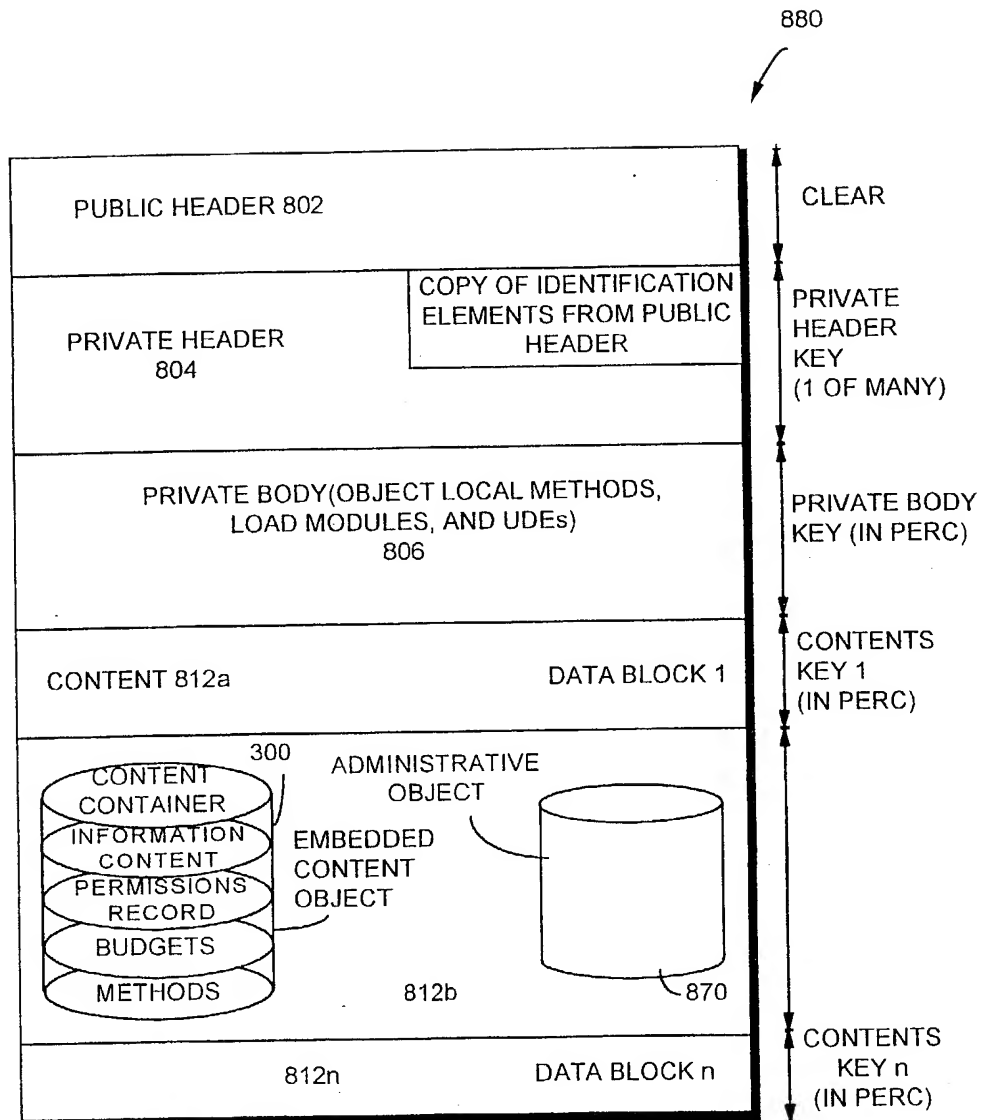 880
PUBLIC HEADER 802
CLEAR
PRIVATE HEADER
804
COPY OF IDENTIFICATION
ELEMENTS FROM PUBLIC
HEADER
PRIVATE
HEADER
KEY
(1 OF MANY)
PRIVATE BODY(OBJECT LOCAL METHODS,
LOAD MODULES, AND UDEs)
806
PRIVATE BODY
KEY (IN PERC)
CONTENT 812a
DATA BLOCK 1
CONTENTS
KEY 1
(IN PERC)
300
CONTENT
CONTAINER
INFORMATION
CONTENT
PERMISSIONS
RECORD
BUDGETS
METHODS
EMBEDDED
CONTENT
OBJECT
ADMINISTRATIVE
OBJECT
812b
870
812n
DATA BLOCK n
CONTENTS
KEY n
(IN PERC)